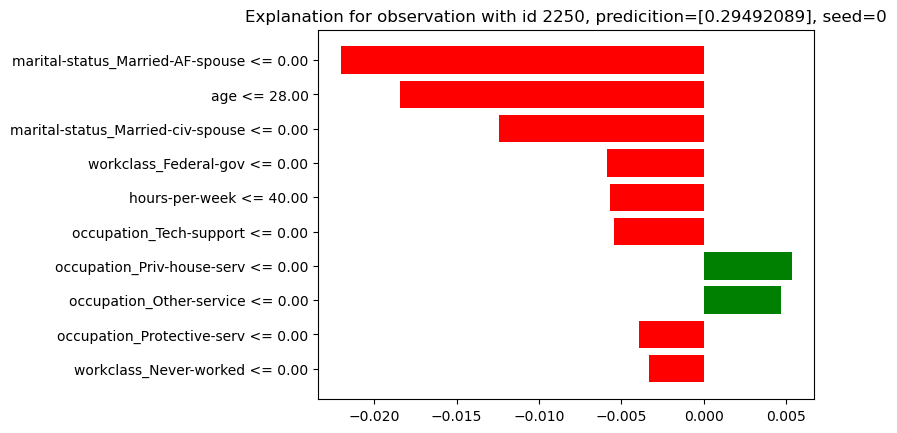 Explanation for observation with id 2250, predicition=[0.29492089], seed=0
marital-status_Married-AF-spouse <= 0.00
age <= 28.00
marital-status_Married-civ-spouse <= 0.00
workclass_Federal-gov <= 0.00
hours-per-week <= 40.00
occupation_Tech-support <= 0.00
occupation_Priv-house-serv <= 0.00
occupation_Other-service <= 0.00
occupation_Protective-serv <= 0.00
workclass_Never-worked <= 0.00
−0.020 −0.015 −0.010 −0.005 0.000 0.005